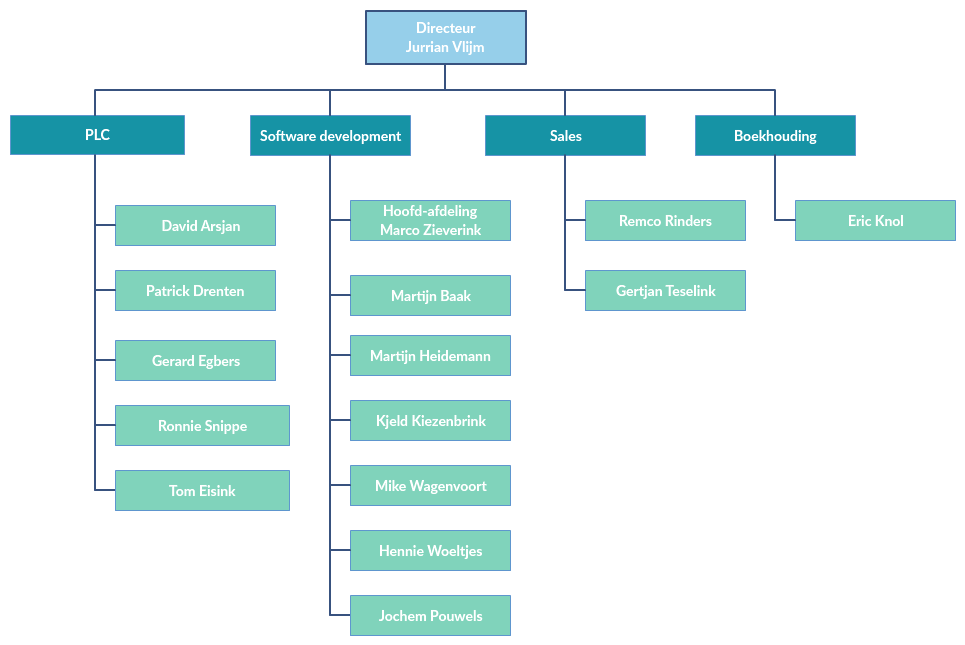 Directeur
Jurrian Vlijm
PLC
Software development
Sales
Boekhouding
David Arsjan
Patrick Drenten
Gerard Egbers
Ronnie Snippe
Tom Eisink
Hoofd-afdeling
Marco Zieverink
Martijn Baak
Martijn Heidemann
Kjeld Kiezenbrink
Mike Wagenvoort
Hennie Woeltjes
Jochem Pouwels
Remco Rinders
Gertjan Teselink
Eric Knol